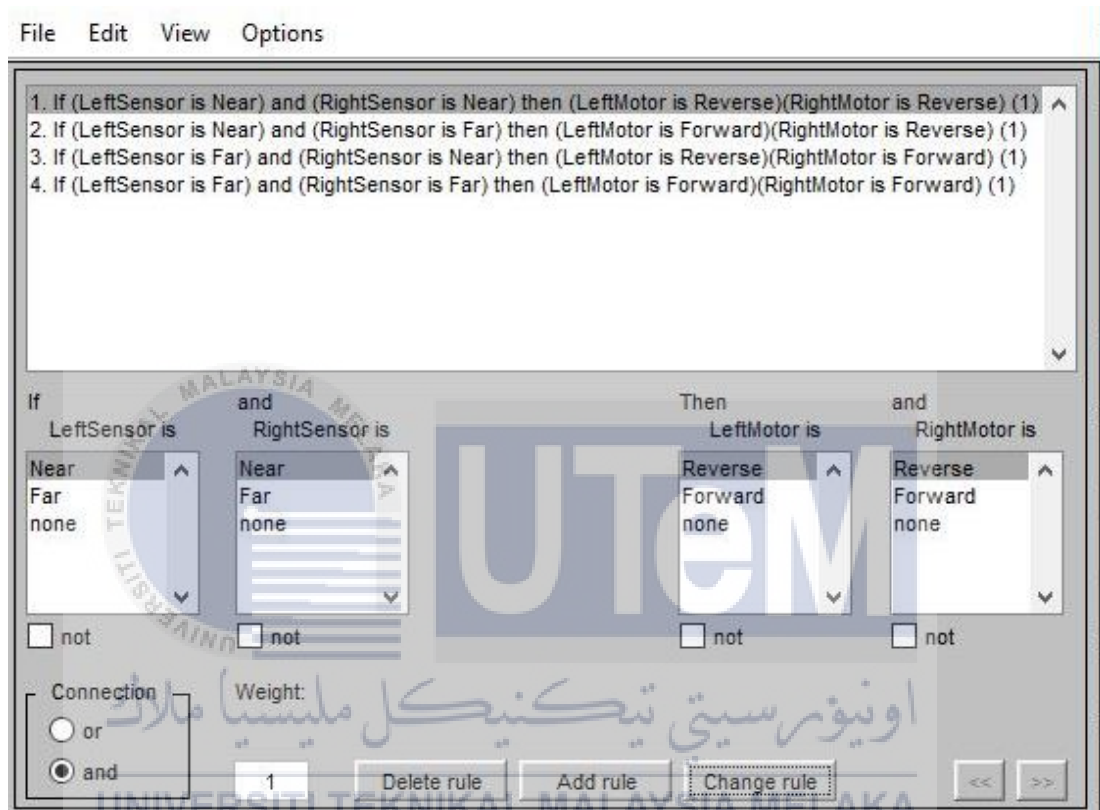 File Edit View Options
1. If (LeftSensor is Near) and (RightSensor is Near) then (LeftMotor is Reverse)(RightMotor is Reverse) (1)
2. If (LeftSensor is Near) and (RightSensor is Far) then (LeftMotor is Forward)(RightMotor is Reverse) (1)
3. If (LeftSensor is Far) and (RightSensor is Near) then (LeftMotor is Reverse)(RightMotor is Forward) (1)
4. If (LeftSensor is Far) and (RightSensor is Far) then (LeftMotor is Forward)(RightMotor is Forward) (1)
If and Then and
LeftSensor is RightSensor is LeftMotor is RightMotor is
Near Near Reverse Reverse
Far Far Forward Forward
none none none none
not not not not
UNIVERSITI TEKNIKAL MALAYSIA MELAKA
UTeM
Connection Weight:
or
اونيۏرسيتي تيكنيكل مليسيا ملاك
and 1 Delete rule Add rule Change rule << >>
UNIVERSITI TEKNIKAL MALAYSIA MELAKA